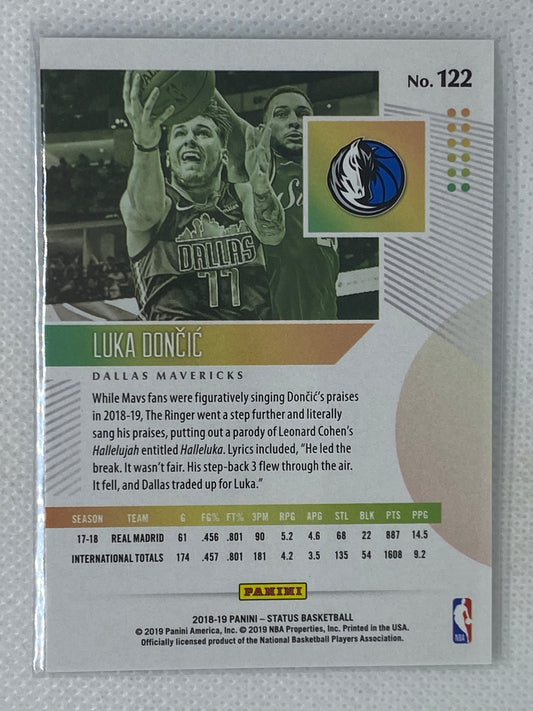 No. 122
DALLAS
77
LUKA DONČIĆ
DALLAS MAVERICKS
While Mavs fans were figuratively singing Dončić's praises
in 2018-19, The Ringer went a step further and literally
sang his praises, putting out a parody of Leonard Cohen's
Hallelujah entitled Halleluka. Lyrics included, "He led the
break. It wasn't fair. His step-back 3 flew through the air.
It fell, and Dallas traded up for Luka."
SEASON TEAM G FG% FT% 3PM RPG APG STL BLK PTS PPG
17-18 REAL MADRID 61 .456 .801 90 5.2 4.6 68 22 887 14.5
INTERNATIONAL TOTALS 174 .457 .801 181 4.2 3.5 135 54 1608 9.2
PANINI
2018-19 PANINI – STATUS BASKETBALL
© 2019 Panini America, Inc. © 2019 NBA Properties, Inc. Printed in the USA.
Officially licensed product of the National Basketball Players Association.
NBA